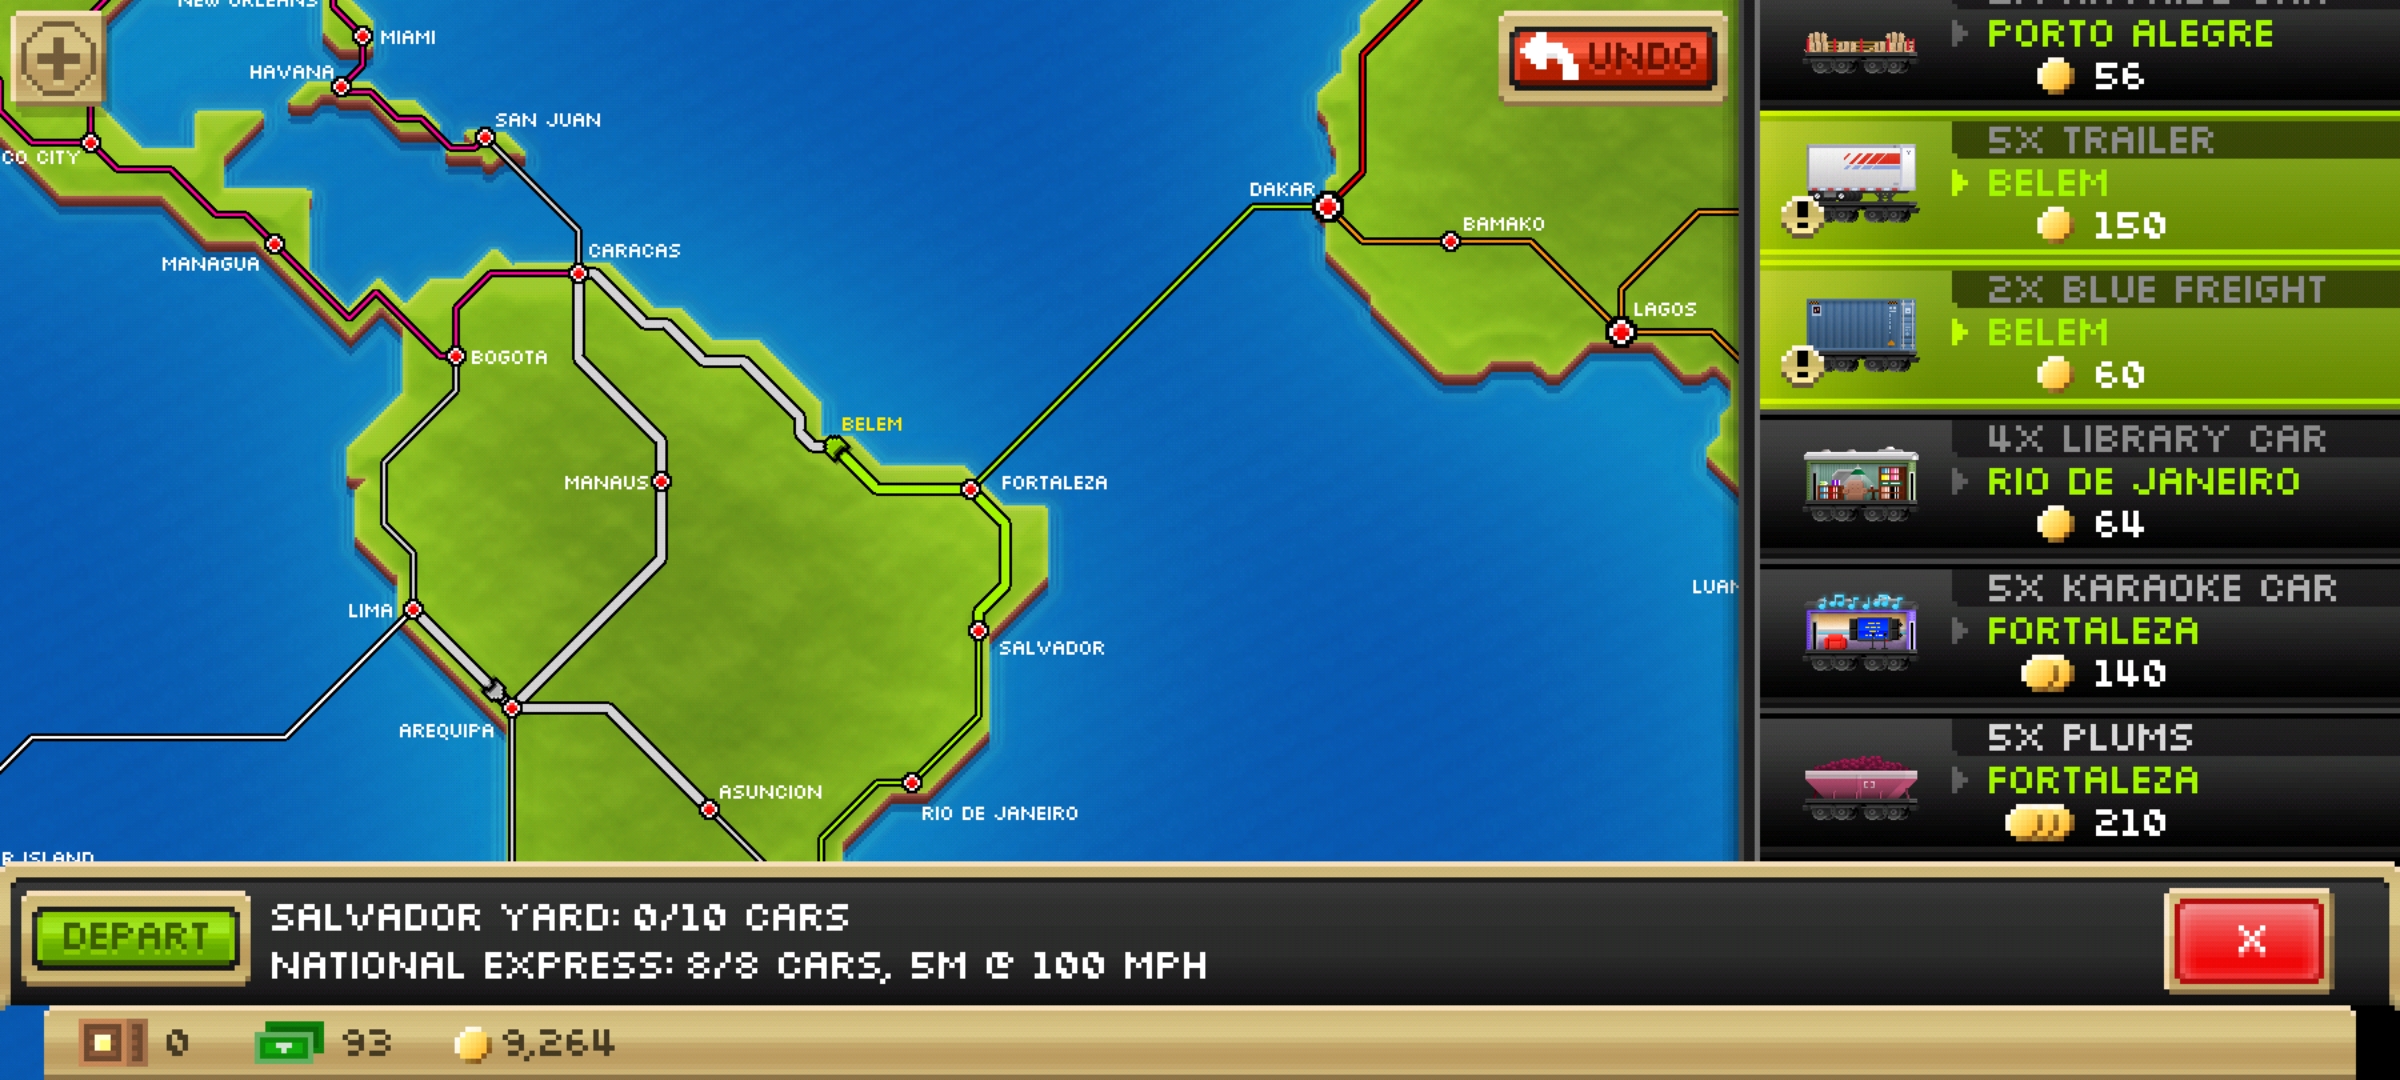 MIAMI
HAVANA
SAN JUAN
CO CITY
CARACAS
MANAGUA
BOGOTA
BELEM
MANAUS
FORTALEZA
LIMA
SALVADOR
AREQUIPA
ASUNCION
RIO DE JANEIRO
DAKAR
BAMAKO
LAGOS
UNDO
PORTO ALEGRE
56
5X TRAILER
BELEM
150
2X BLUE FREIGHT
BELEM
60
4X LIBRARY CAR
RIO DE JANEIRO
64
5X KARAOKE CAR
FORTALEZA
140
5X PLUMS
FORTALEZA
210
DEPART
SALVADOR YARD: 0/10 CARS
NATIONAL EXPRESS: 8/8 CARS, 5M @ 100 MPH
X
0
93
9,264